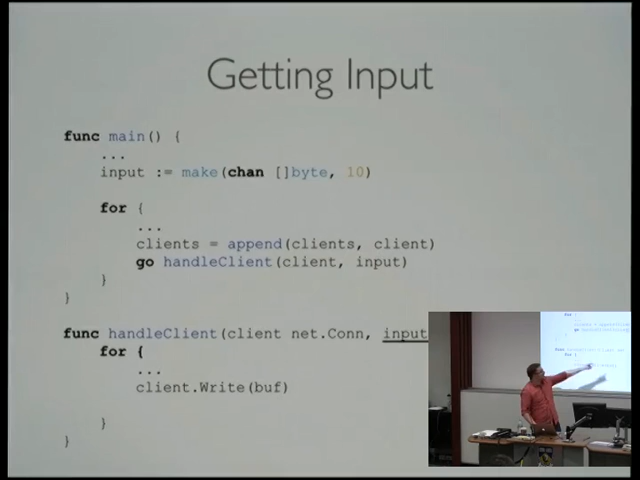 Getting Input
func main() {
...
input := make(chan []byte, 10)
for {
...
clients = append(clients, client)
go handleClient(client, input)
}
}
func handleClient(client net.Conn, input
for {
...
client.Write(buf)
}
}